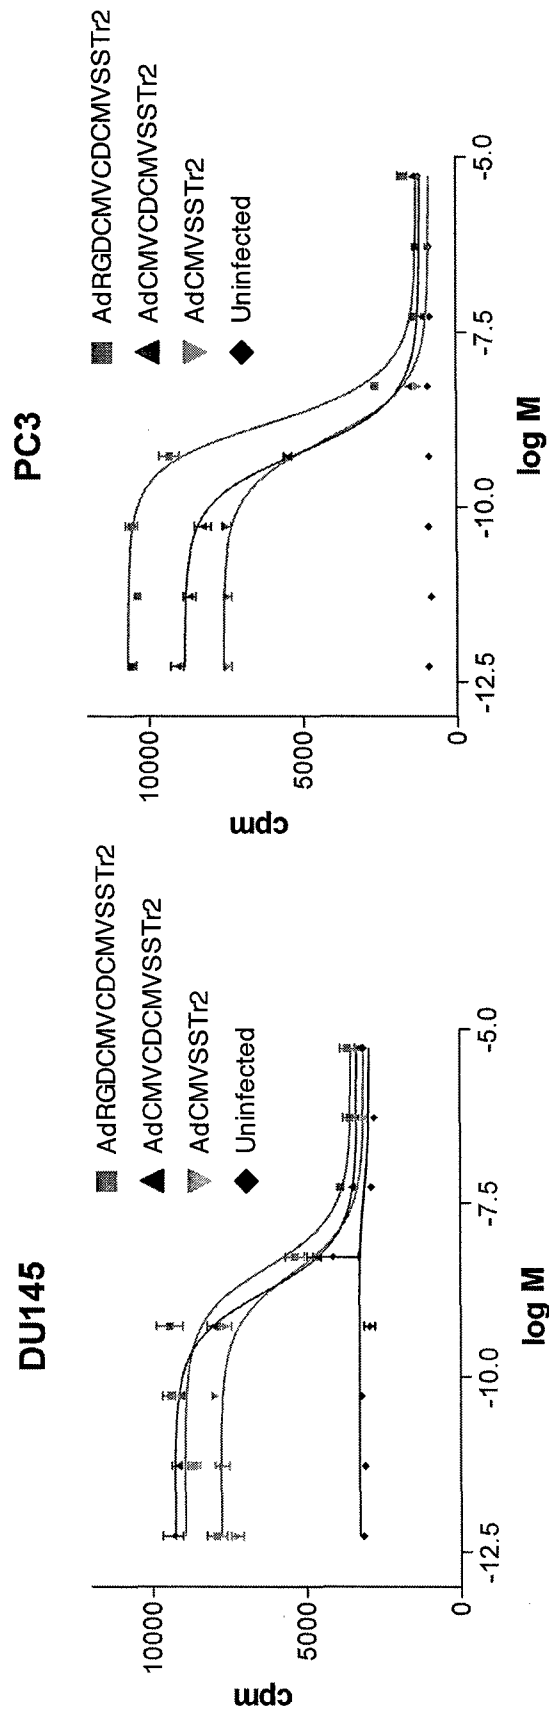 DU145
AdRGDCMVCDCMVSSTr2
AdCMVCDCMVSSTr2
AdCMVSSTr2
Uninfected
cpm
10000
5000
0
-12.5
-10.0
-7.5
-5.0
log M
PC3
AdRGDCMVCDCMVSSTr2
AdCMVCDCMVSSTr2
AdCMVSSTr2
Uninfected
cpm
10000
5000
0
-12.5
-10.0
-7.5
-5.0
log M